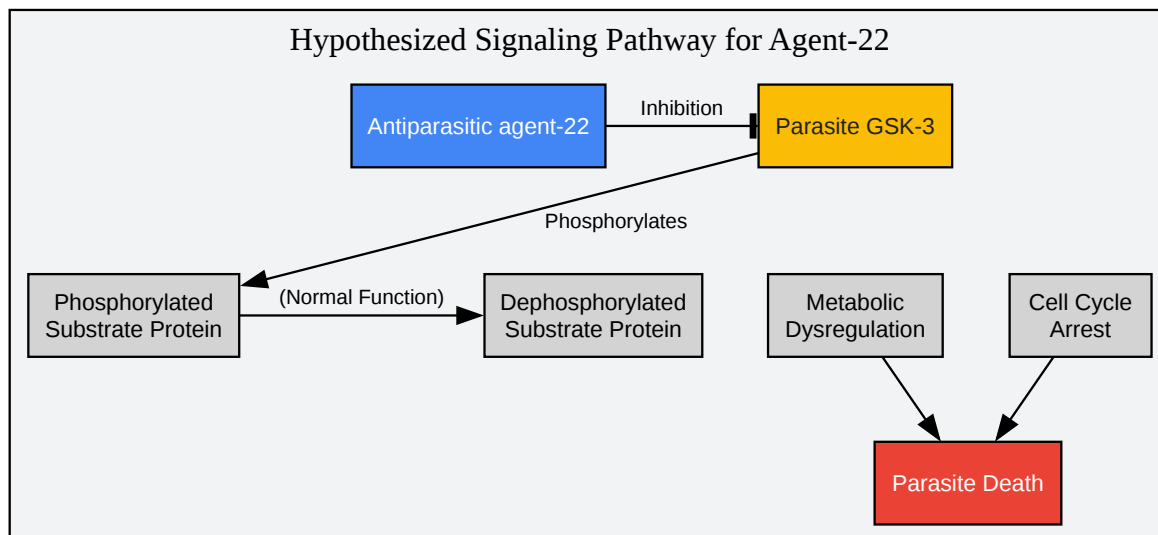 Hypothesized Signaling Pathway for Agent-22
Inhibition
Antiparasitic agent-22
Parasite GSK-3
Phosphorylates
Phosphorylated
Substrate Protein
(Normal Function)
Dephosphorylated
Substrate Protein
Metabolic
Dysregulation
Cell Cycle
Arrest
Parasite Death